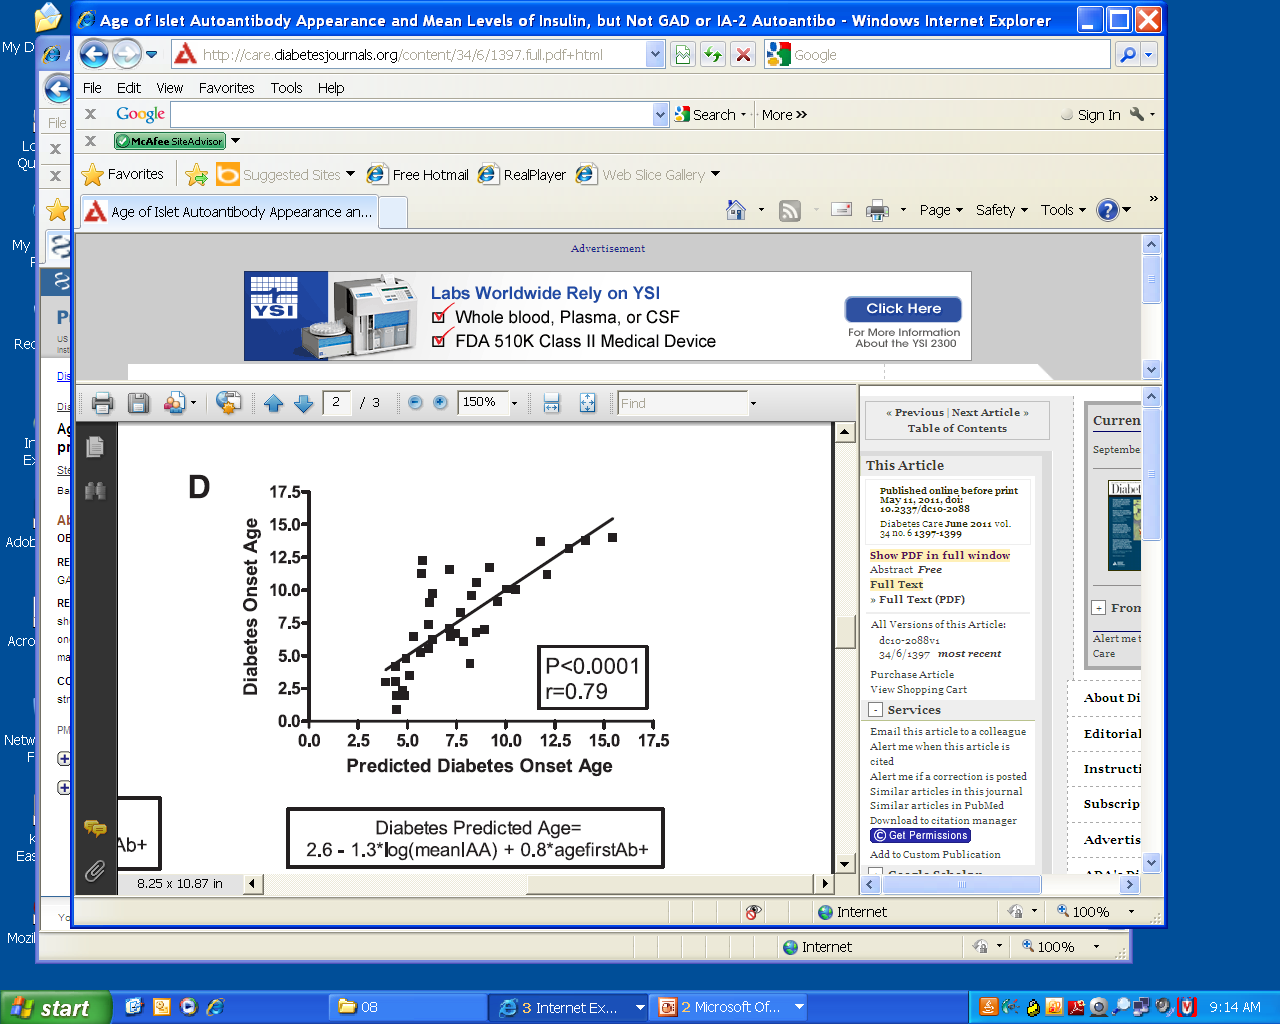 Age of Islet Autoantibody Appearance and Mean Levels of Insulin, but Not GAD or IA-2 Autoantibo - Windows Internet Explorer
http://care.diabetesjournals.org/content/34/6/1397.full.pdf+html
Google
File Edit View Favorites Tools Help
Google Search More » Sign In
McAfee SiteAdvisor
Favorites Suggested Sites Free Hotmail RealPlayer Web Slice Gallery
Age of Islet Autoantibody Appearance an...
Page Safety Tools
Advertisement
YSI
Labs Worldwide Rely on YSI
Whole blood, Plasma, or CSF
FDA 510K Class II Medical Device
Click Here
For More Information
About the YSI 2300
2 / 3 150% Find
D
Diabetes Onset Age
17.5
15.0
12.5
10.0
7.5
5.0
2.5
0.0
P<0.0001
r=0.79
0.0 2.5 5.0 7.5 10.0 12.5 15.0 17.5
Predicted Diabetes Onset Age
Ab+
Diabetes Predicted Age=
2.6 - 1.3*log(meanIAA) + 0.8*agefirstAb+
8.25 x 10.87 in
« Previous | Next Article »
Table of Contents
This Article
Published online before print
May 11, 2011, doi:
10.2337/dc10-2088
Diabetes Care June 2011 vol.
34 no. 6 1397-1399
Show PDF in full window
Abstract Free
Full Text
» Full Text (PDF)
All Versions of this Article:
dc10-2088v1
34/6/1397 most recent
Purchase Article
View Shopping Cart
- Services
Email this article to a colleague
Alert me when this article is
cited
Alert me if a correction is posted
Similar articles in this journal
Similar articles in PubMed
Download to citation manager
© Get Permissions
Add to Custom Publication
Google Scholar
Curren
September
Diabet
+ From
Alert me t
Care
About Di
Editorial
Instructi
Subscrip
Advertis
ADA's Di
Internet 100%
Internet 100%
start 08 3 Internet Ex... 2 Microsoft Of... 9:14 AM